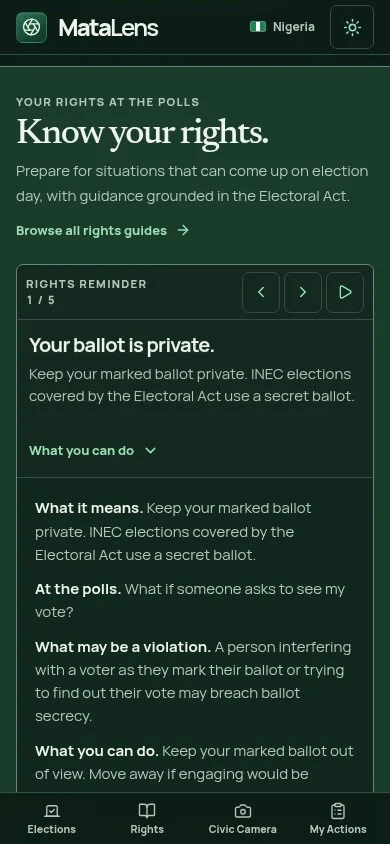 MataLens
Nigeria
YOUR RIGHTS AT THE POLLS
Know your rights.
Prepare for situations that can come up on election
day, with guidance grounded in the Electoral Act.
Browse all rights guides
RIGHTS REMINDER
1 / 5
Your ballot is private.
Keep your marked ballot private. INEC elections
covered by the Electoral Act use a secret ballot.
What you can do
What it means. Keep your marked ballot
private. INEC elections covered by the
Electoral Act use a secret ballot.
At the polls. What if someone asks to see my
vote?
What may be a violation. A person interfering
with a voter as they mark their ballot or trying
to find out their vote may breach ballot
secrecy.
What you can do. Keep your marked ballot out
of view. Move away if engaging would be
Elections
Rights
Civic Camera
My Actions